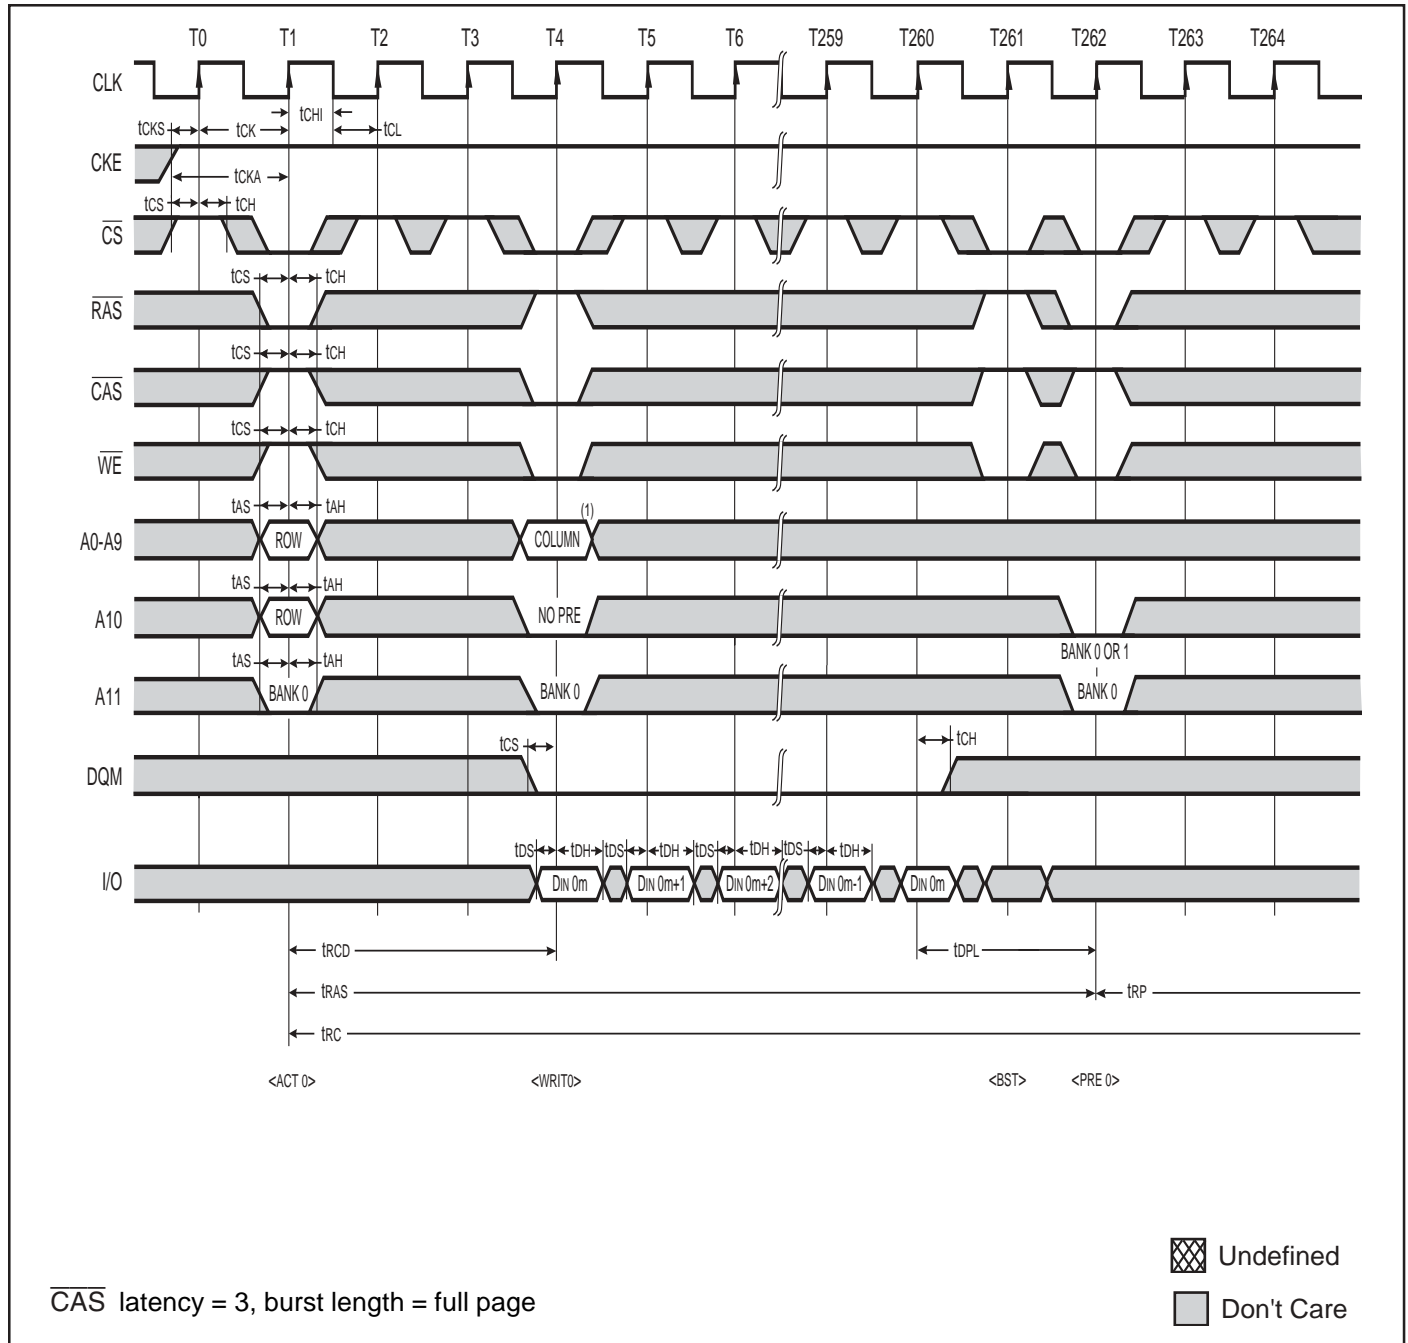 T0 T1 T2 T3 T4 T5 T6 T259 T260 T261 T262 T263 T264
CLK
tCHI
tCKS tCK tCL
CKE
tCKA
tCS tCH
CS
tCS tCH
RAS
tCS tCH
CAS
tCS tCH
WE
tAS tAH
(1)
A0-A9 ROW COLUMN
tAS tAH
A10 ROW NO PRE
BANK 0 OR 1
tAS tAH
A11 BANK 0 BANK 0 BANK 0
tCS tCH
DQM
tDS tDH tDS tDH tDS tDH tDS tDH
I/O DIN 0m DIN 0m+1 DIN 0m+2 DIN 0m-1 DIN 0m
tRCD tDPL
tRAS tRP
tRC
<ACT 0> <WRIT0> <BST> <PRE 0>
Undefined
CAS latency = 3, burst length = full page
Don't Care